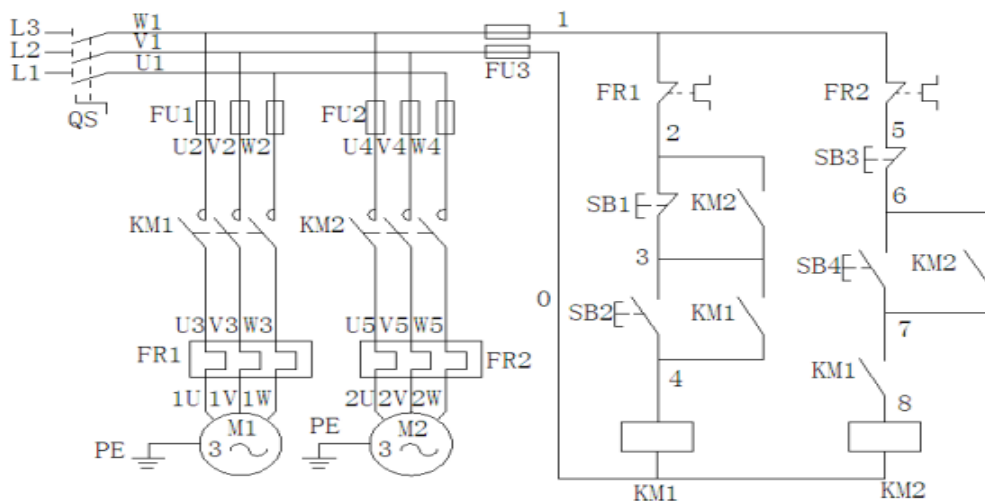 L3 W1 1
L2 V1
L1 U1 FU3
QS FU1 FU2 FR1 FR2
U2 V2 W2 U4 V4 W4 2 5
SB3
SB1 KM2 6
KM1 KM2
3 SB4 KM2
0
SB2 KM1
U3 V3 W3 U5 V5 W5 7
FR1 FR2
4 KM1
1U 1V 1W 2U 2V 2W 8
M1 M2
PE 3 PE 3
KM1 KM2